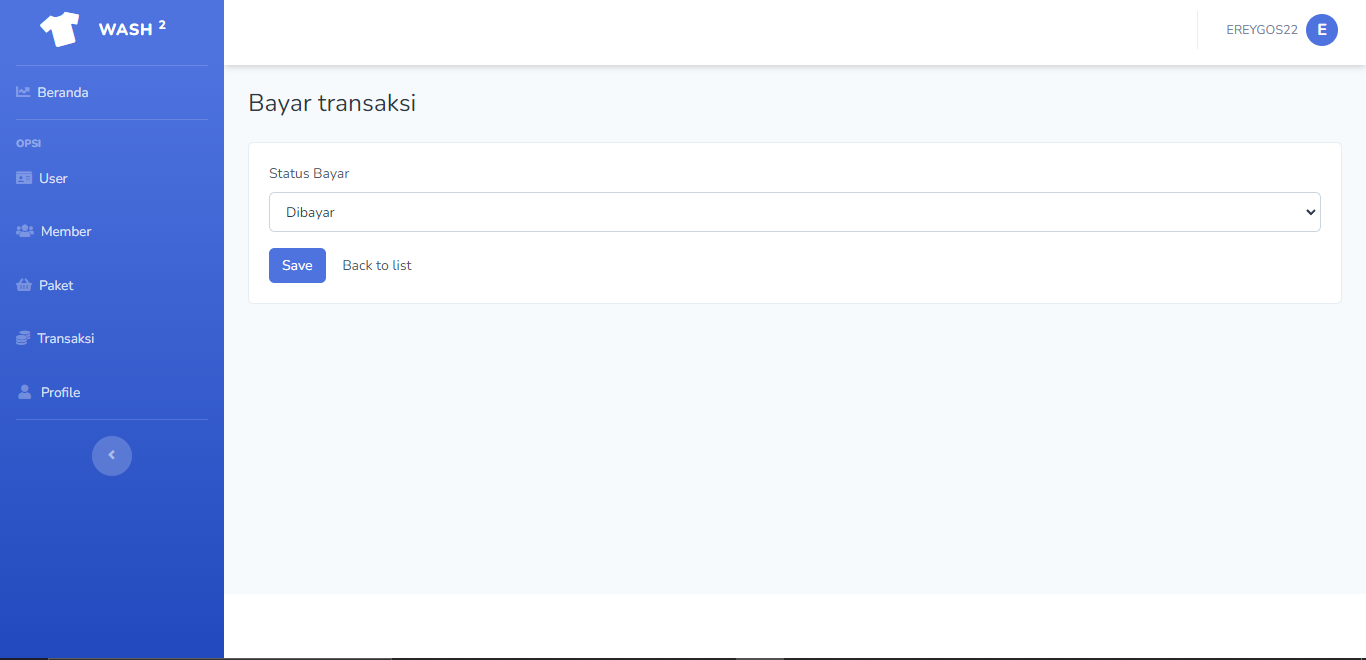 WASH 2
Beranda
OPSI
User
Member
Paket
Transaksi
Profile
EREYGOS22 E
Bayar transaksi
Status Bayar
Dibayar
Save Back to list